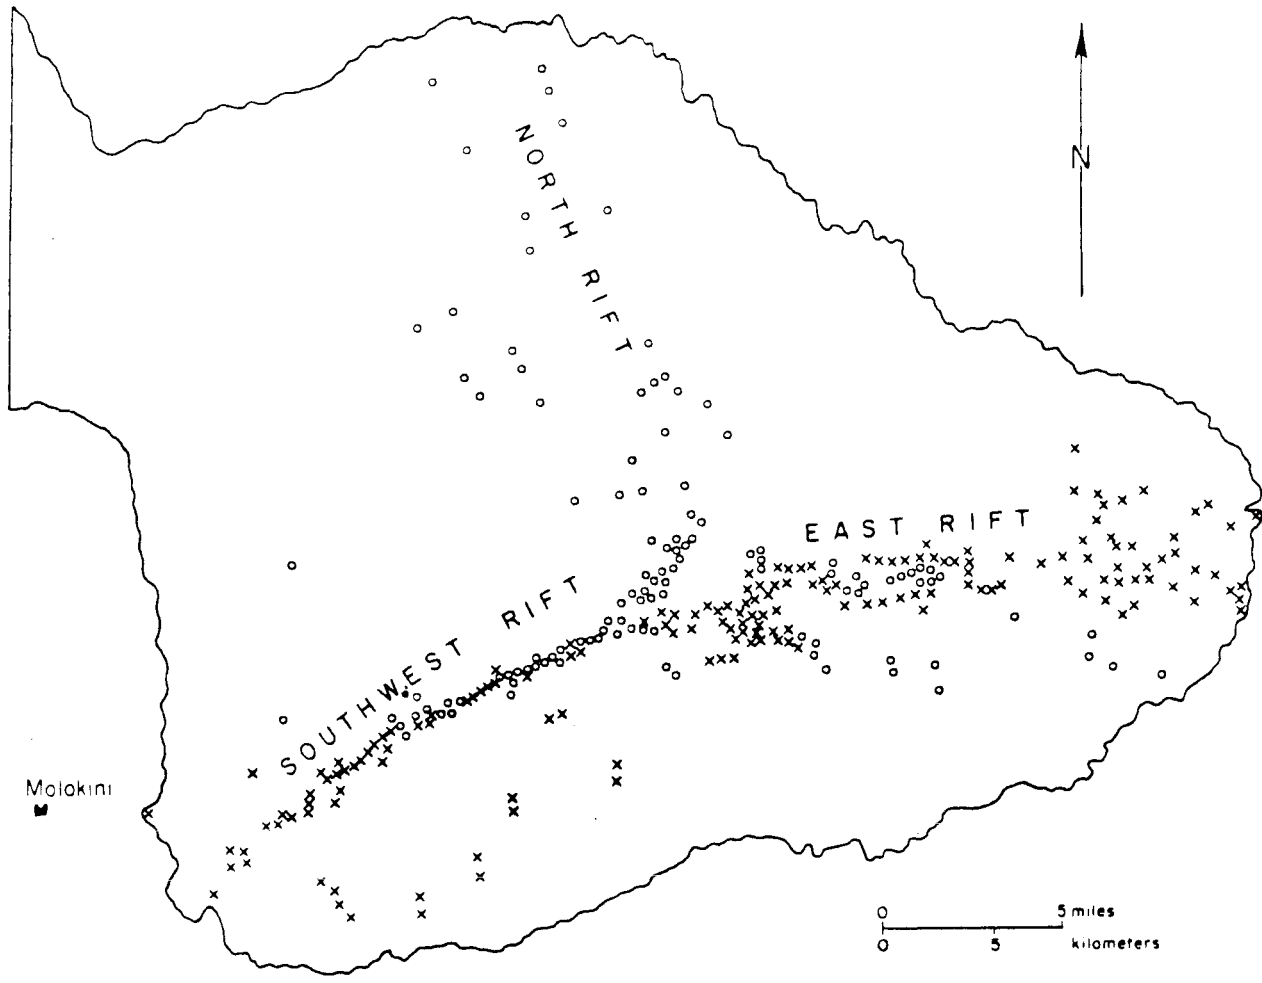 NORTH RIFT
N
EAST RIFT
SOUTHWEST RIFT
Molokini
0 5 miles
0 5 kilometers